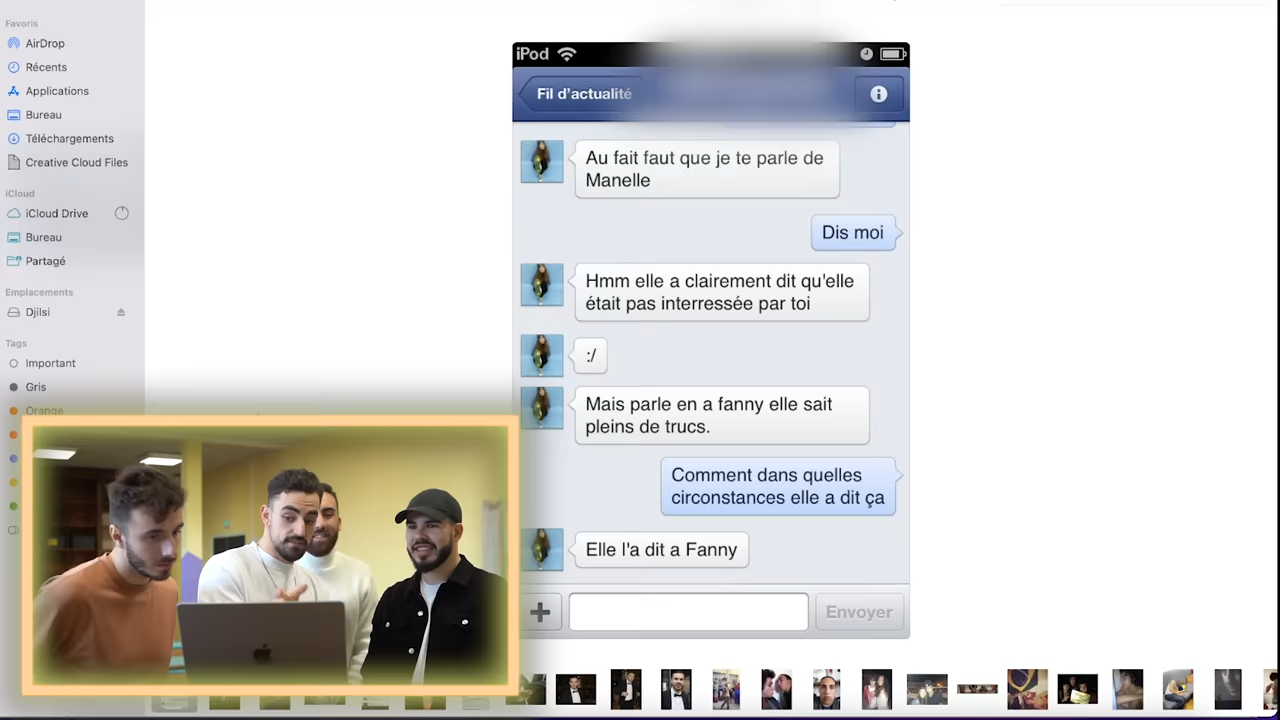 Favoris
AirDrop
Récents
Applications
Bureau
Téléchargements
Creative Cloud Files
iCloud
iCloud Drive
Bureau
Partagé
Emplacements
Djilsi
Tags
Important
Gris
Orange
iPod
Fil d'actualité
Au fait faut que je te parle de
Manelle
Dis moi
Hmm elle a clairement dit qu'elle
était pas interressée par toi
:/
Mais parle en a fanny elle sait
pleins de trucs.
Comment dans quelles
circonstances elle a dit ça
Elle l'a dit a Fanny
Envoyer